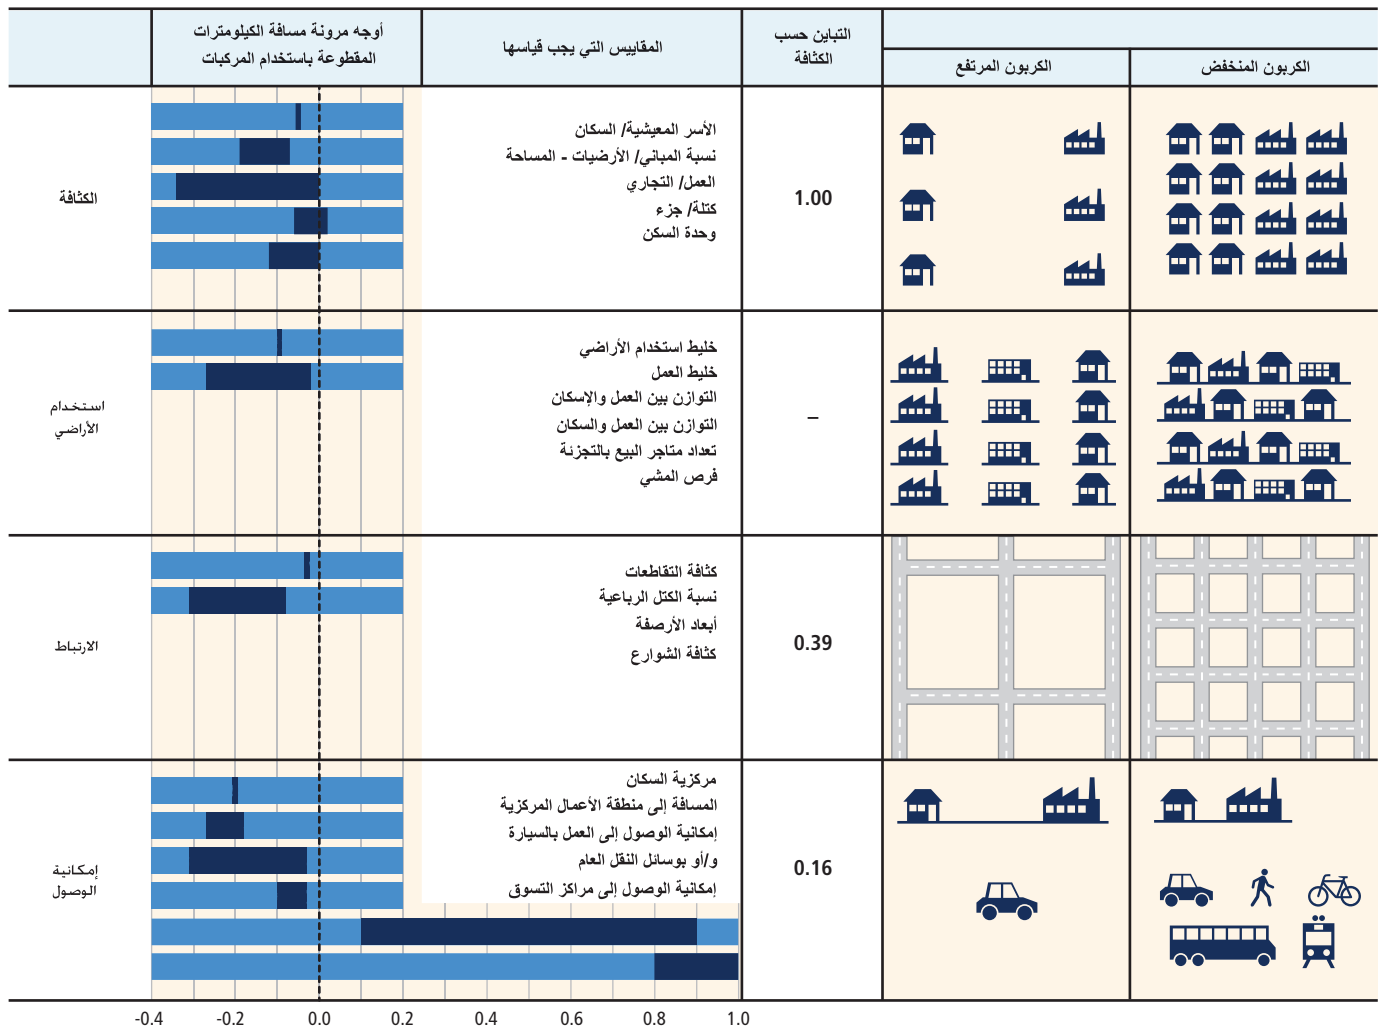 أوجه مرونة مسافة الكيلومترات
المقطوعة باستخدام المركبات
المقاييس التي يجب قياسها
التباين حسب
الكثافة
الكربون المرتفع
الكربون المنخفض
الكثافة
الأسر المعيشية/ السكان
نسبة المباني/ الأرضيات - المساحة
العمل/ التجاري
كتلة/ جزء
وحدة السكن
1.00
استخدام
الأراضي
خليط استخدام الأراضي
خليط العمل
التوازن بين العمل والإسكان
التوازن بين العمل والسكان
تعداد متاجر البيع بالتجزئة
فرص المشي
–
الارتباط
كثافة التقاطعات
نسبة الكتل الرباعية
أبعاد الأرصفة
كثافة الشوارع
0.39
إمكانية
الوصول
مركزية السكان
المسافة إلى منطقة الأعمال المركزية
إمكانية الوصول إلى العمل بالسيارة
و/أو بوسائل النقل العام
إمكانية الوصول إلى مراكز التسوق
0.16
-0.4 -0.2 0.0 0.2 0.4 0.6 0.8 1.0